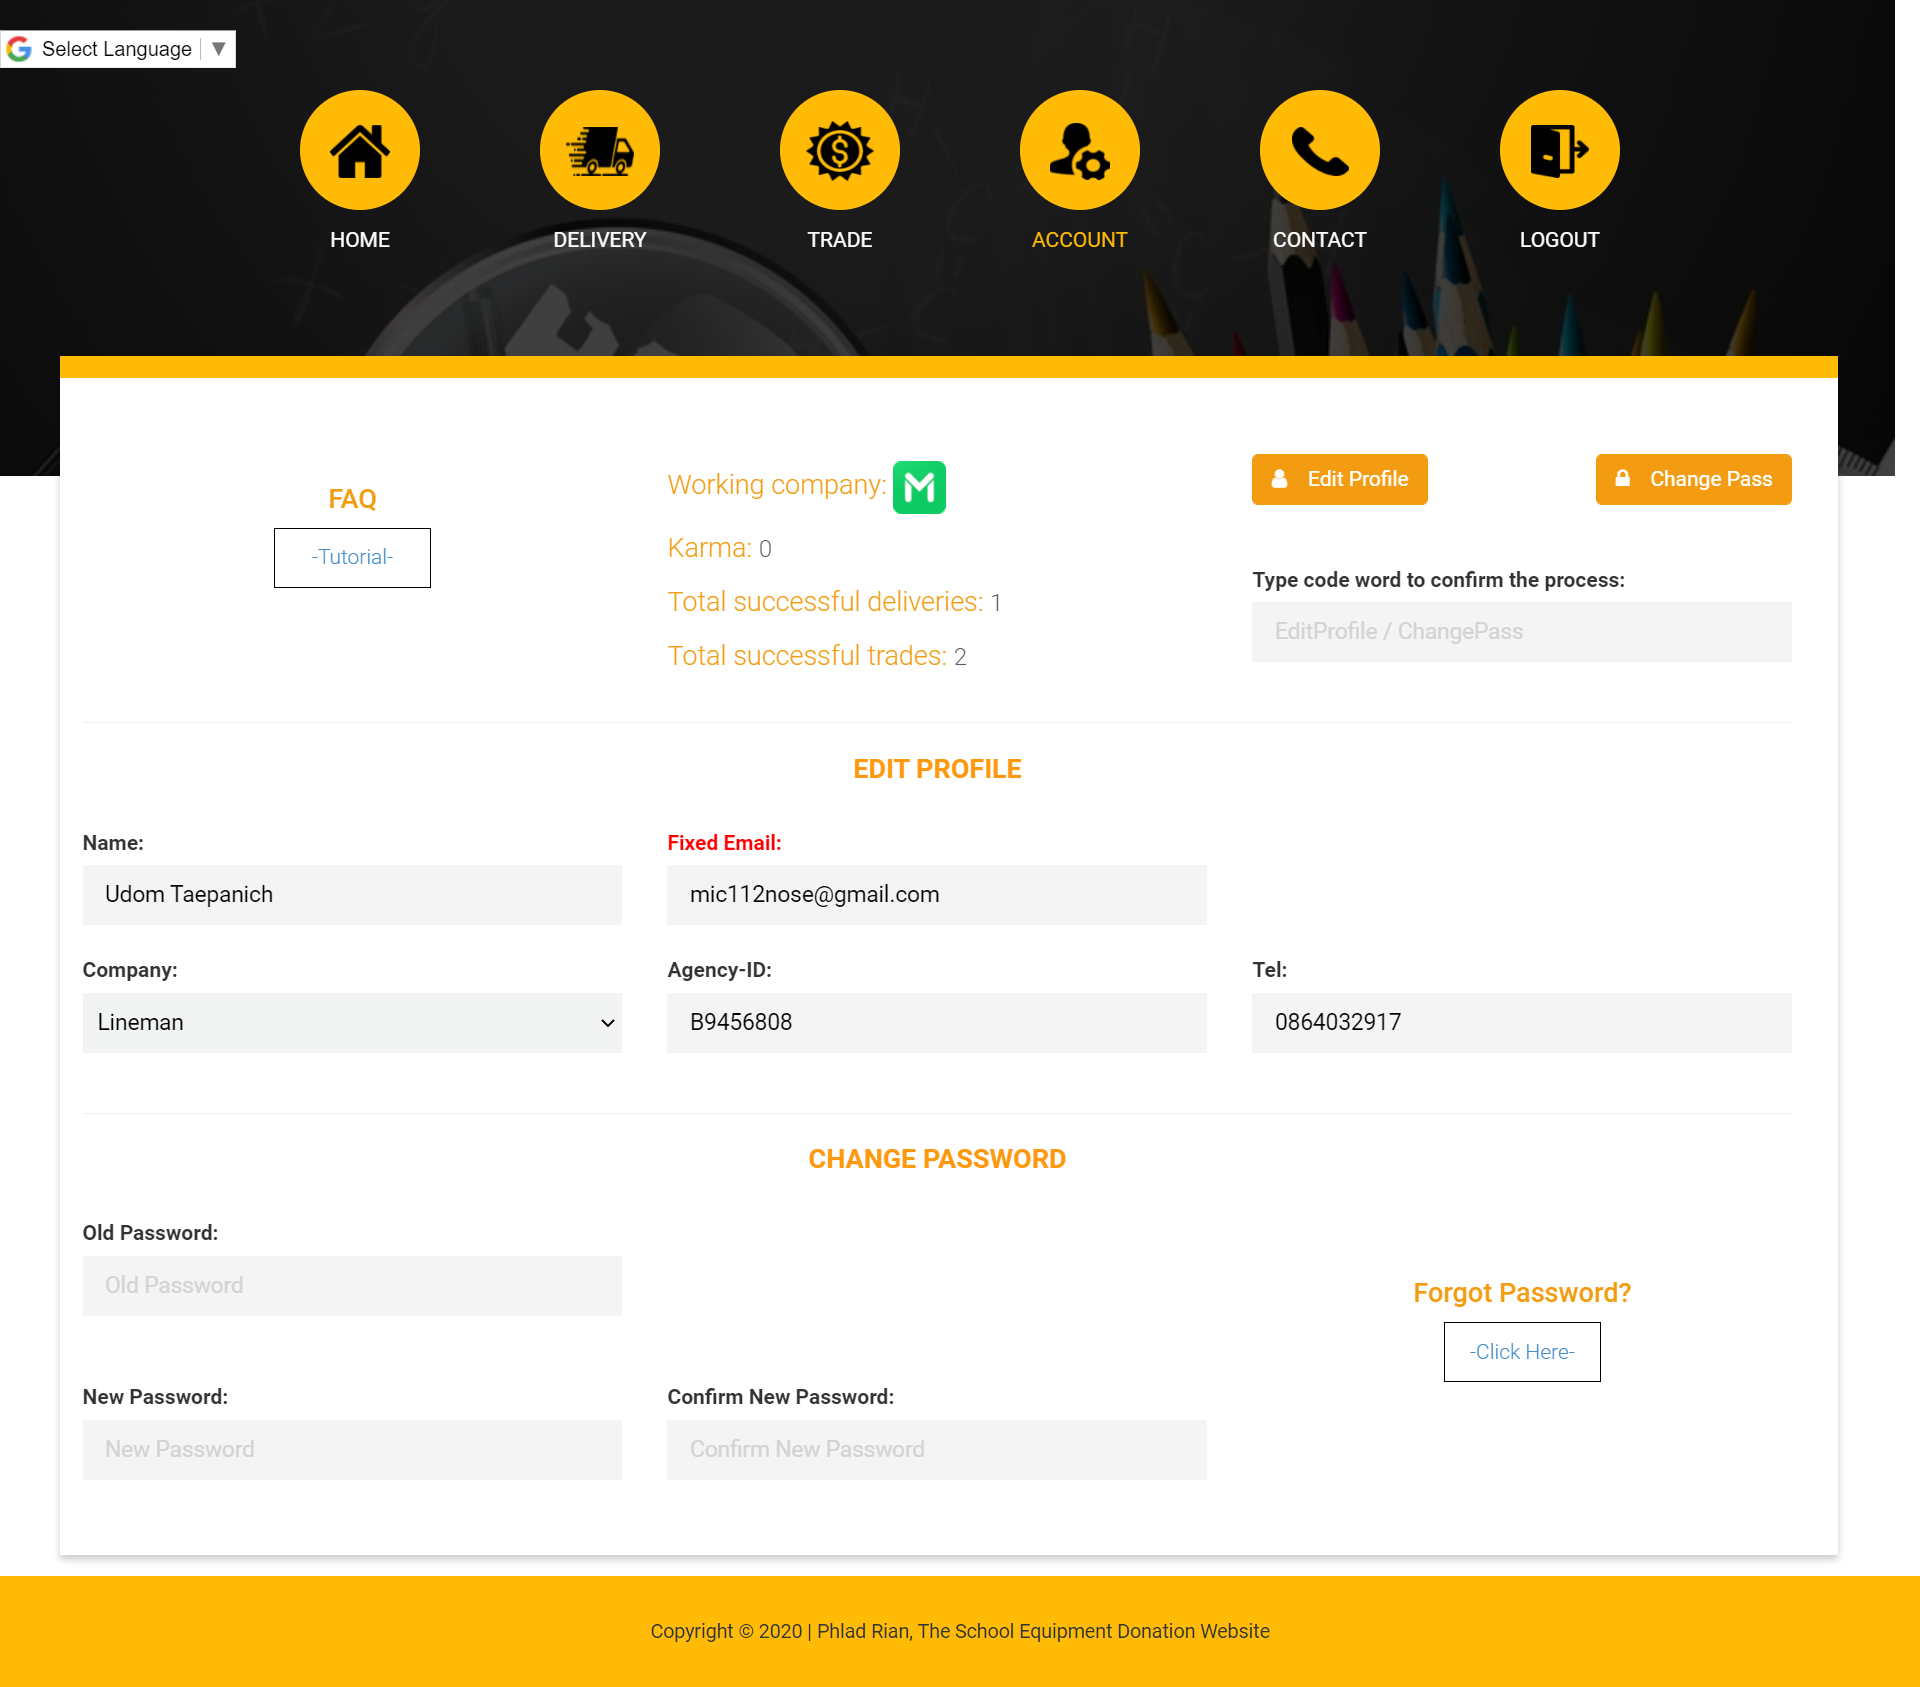 Select Language ▼
HOME
DELIVERY
TRADE
ACCOUNT
CONTACT
LOGOUT
FAQ
-Tutorial-
Working company:
Karma: 0
Total successful deliveries: 1
Total successful trades: 2
Edit Profile
Change Pass
Type code word to confirm the process:
EditProfile / ChangePass
EDIT PROFILE
Name:
Udom Taepanich
Fixed Email:
mic112nose@gmail.com
Company:
Lineman
Agency-ID:
B9456808
Tel:
0864032917
CHANGE PASSWORD
Old Password:
Old Password
Forgot Password?
-Click Here-
New Password:
New Password
Confirm New Password:
Confirm New Password
Copyright © 2020 | Phlad Rian, The School Equipment Donation Website